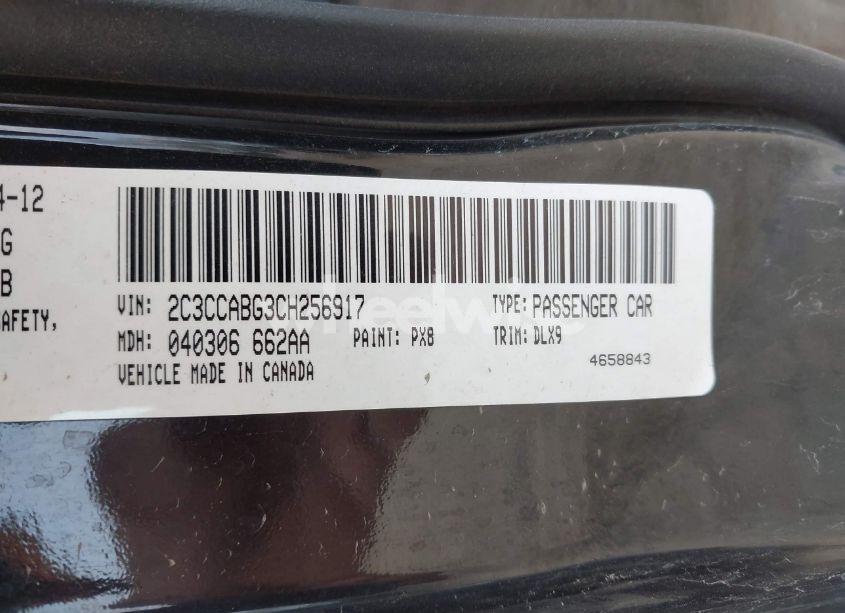 4-12
G
B
AFETY,
VIN: 2C3CCABG3CH256917 TYPE: PASSENGER CAR
MDH: 040306 662AA PAINT: PX8 TRIM: DLX9
VEHICLE MADE IN CANADA
4658843